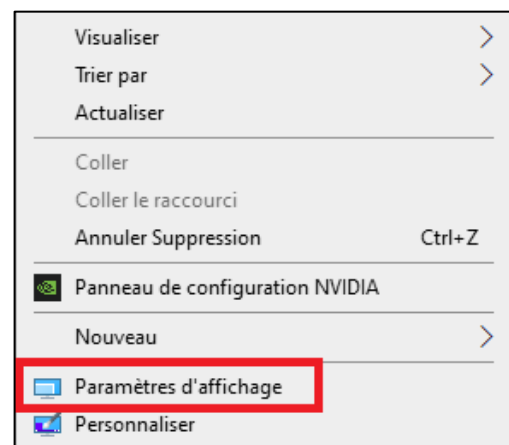 Visualiser
Trier par
Actualiser
Coller
Coller le raccourci
Annuler Suppression Ctrl+Z
Panneau de configuration NVIDIA
Nouveau
Paramètres d'affichage
Personnaliser